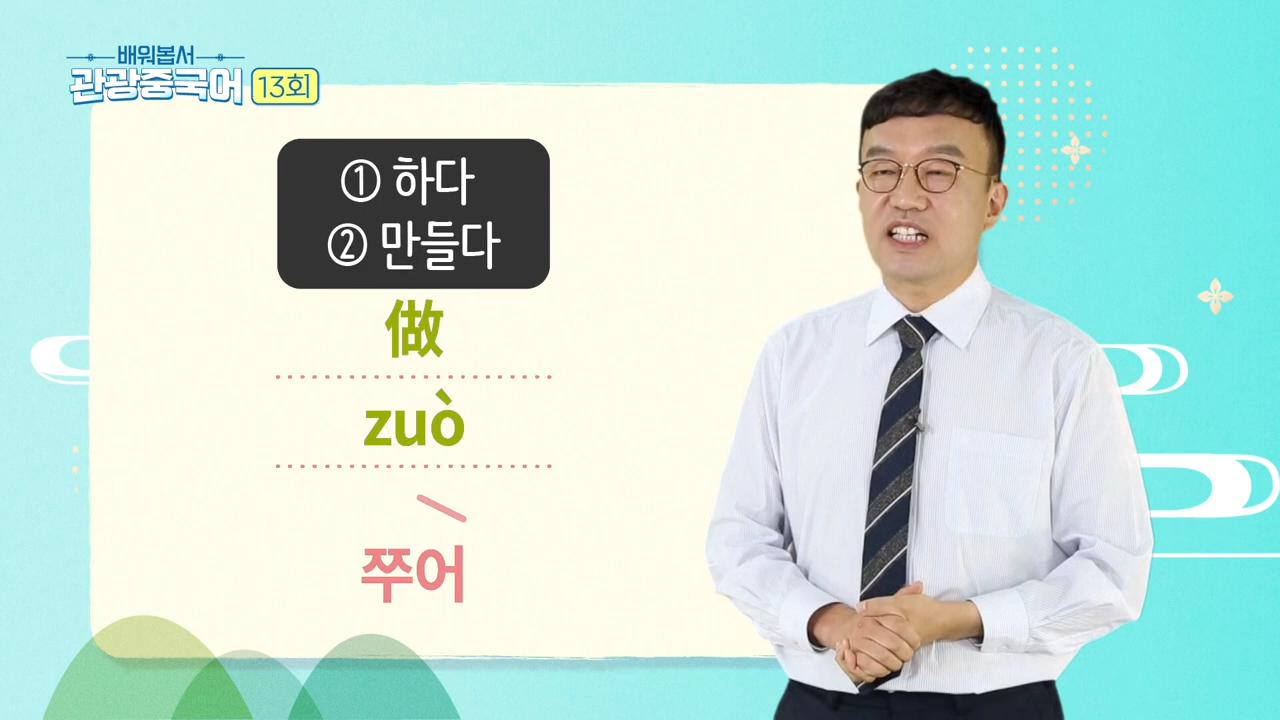 배워봅서
관광중국어 13회
① 하다
② 만들다
做
zuò
쭈어